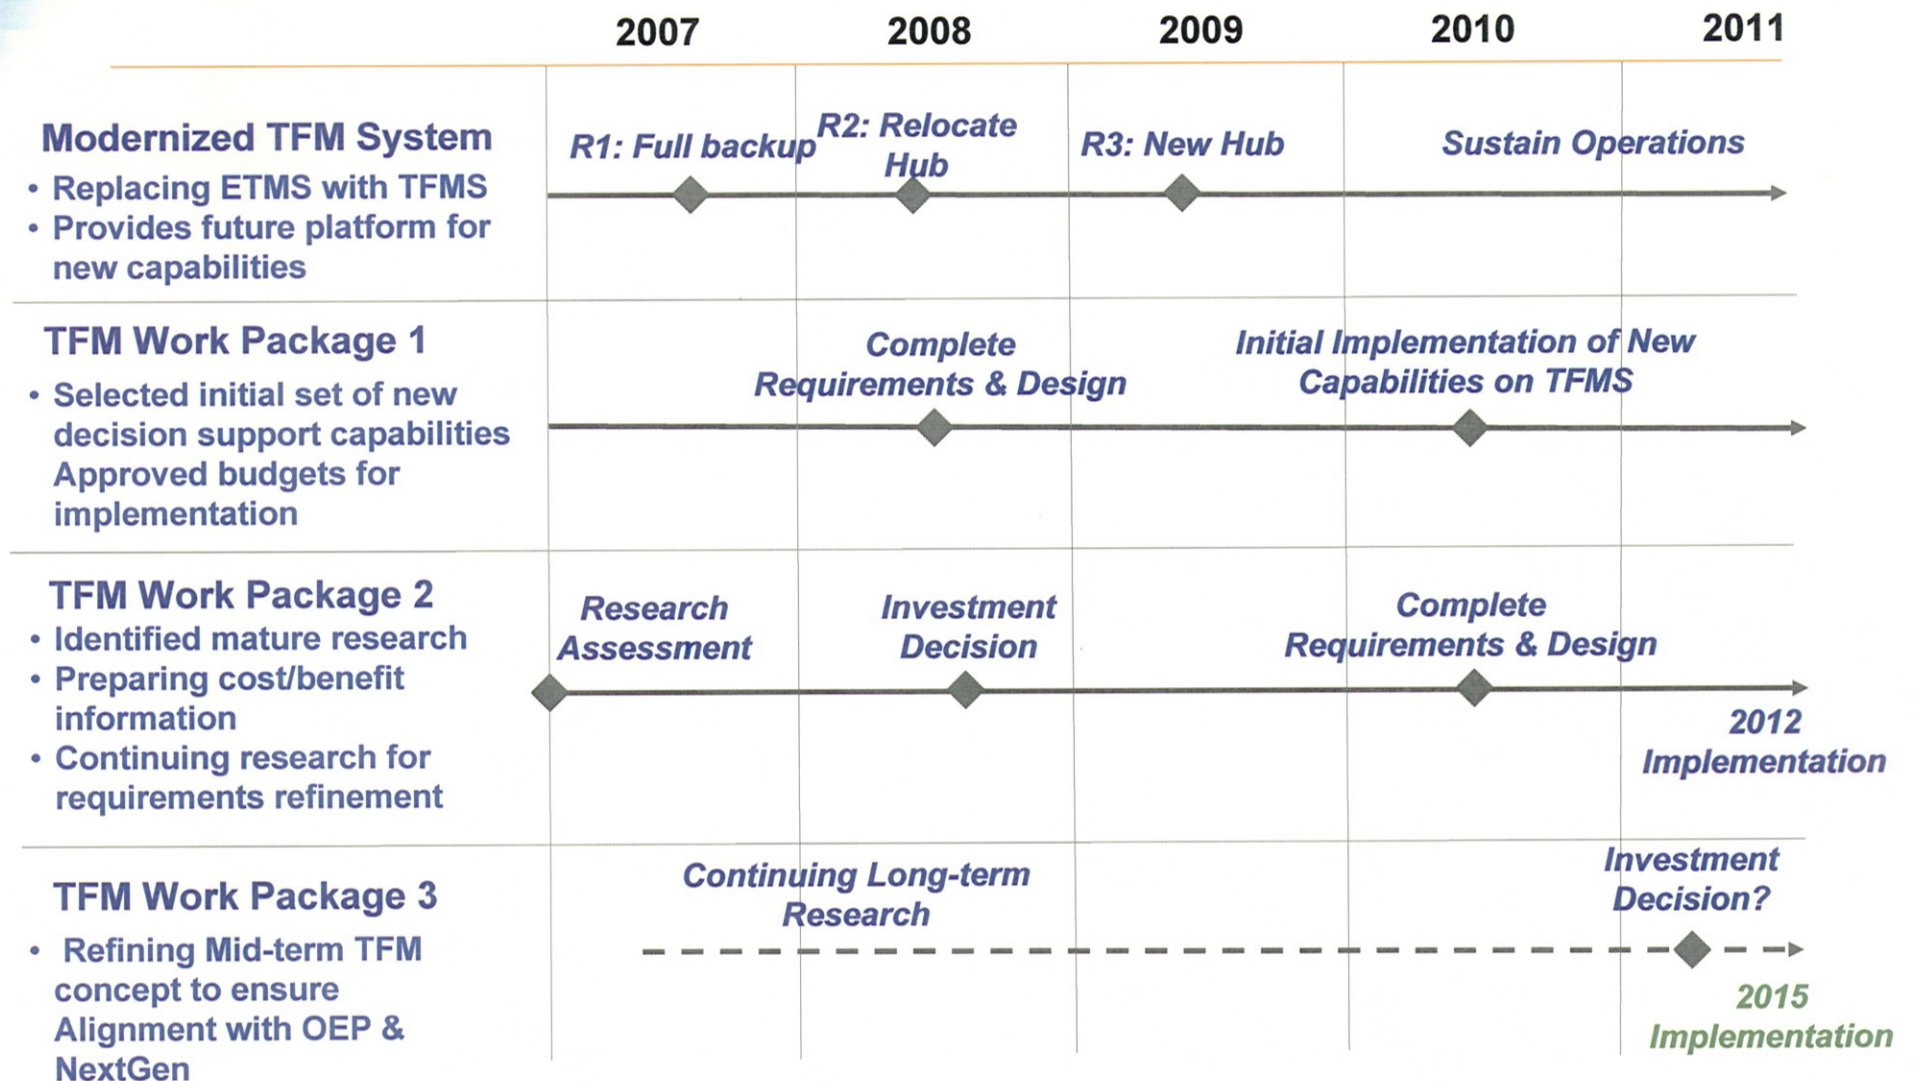 2007 2008 2009 2010 2011
Modernized TFM System
• Replacing ETMS with TFMS
• Provides future platform for
new capabilities
R1: Full backup
R2: Relocate
Hub
R3: New Hub
Sustain Operations
TFM Work Package 1
• Selected initial set of new
decision support capabilities
Approved budgets for
implementation
Complete
Requirements & Design
Initial Implementation of New
Capabilities on TFMS
TFM Work Package 2
• Identified mature research
• Preparing cost/benefit
information
• Continuing research for
requirements refinement
Research
Assessment
Investment
Decision
Complete
Requirements & Design
2012
Implementation
TFM Work Package 3
• Refining Mid-term TFM
concept to ensure
Alignment with OEP &
NextGen
Continuing Long-term
Research
Investment
Decision?
2015
Implementation